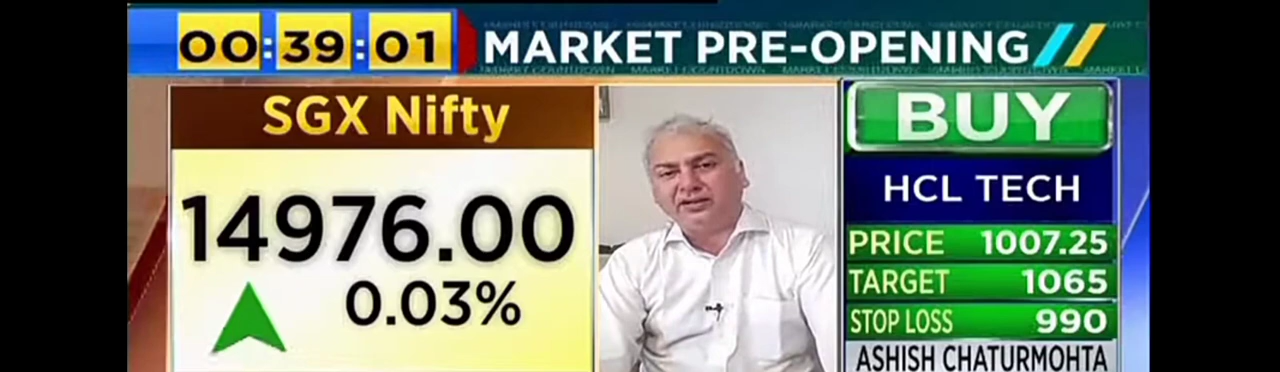 00:39:01 MARKET PRE-OPENING
SGX Nifty
14976.00
0.03%
BUY
HCL TECH
PRICE 1007.25
TARGET 1065
STOP LOSS 990
ASHISH CHATURMOHTA